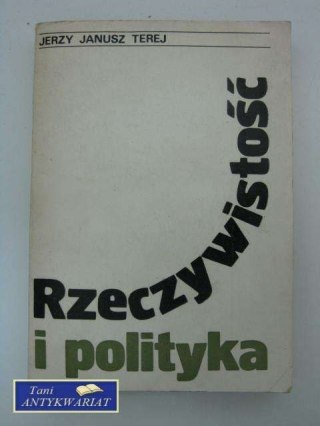 JERZY JANUSZ TEREJ
Rzeczywistość
i polityka
Tani
ANTYKWARIAT